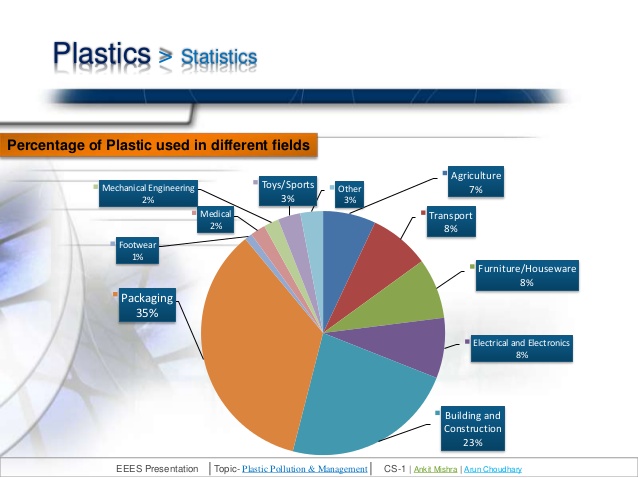 Plastics > Statistics
Percentage of Plastic used in different fields
Mechanical Engineering
2%
Toys/Sports
3%
Other
3%
Agriculture
7%
Medical
2%
Transport
8%
Footwear
1%
Furniture/Houseware
8%
Packaging
35%
Electrical and Electronics
8%
Building and
Construction
23%
EEES Presentation | Topic- Plastic Pollution & Management | CS-1 | Ankit Mishra | Arun Choudhary